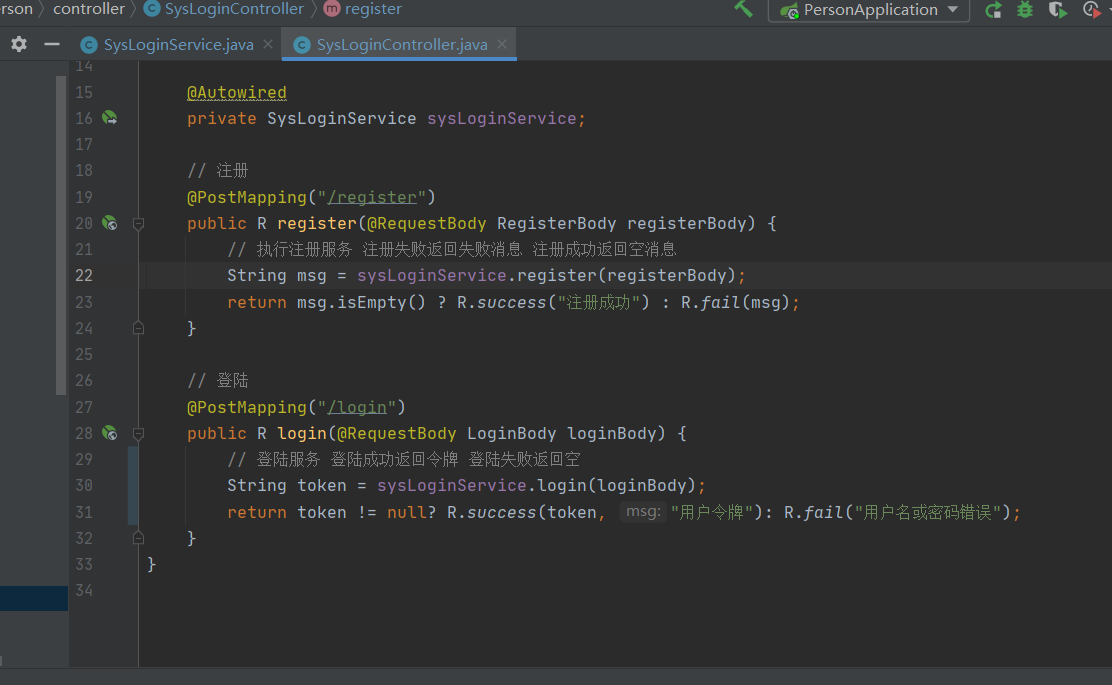 rson 〉 controller 〉 C SysLoginController 〉 m register
PersonApplication
C SysLoginService.java × C SysLoginController.java ×
14
15 @Autowired
16 private SysLoginService sysLoginService;
17
18 // 注册
19 @PostMapping("/register")
20 public R register(@RequestBody RegisterBody registerBody) {
21 // 执行注册服务 注册失败返回失败消息 注册成功返回空消息
22 String msg = sysLoginService.register(registerBody);
23 return msg.isEmpty() ? R.success("注册成功") : R.fail(msg);
24 }
25
26 // 登陆
27 @PostMapping("/login")
28 public R login(@RequestBody LoginBody loginBody) {
29 // 登陆服务 登陆成功返回令牌 登陆失败返回空
30 String token = sysLoginService.login(loginBody);
31 return token != null? R.success(token, msg: "用户令牌"): R.fail("用户名或密码错误");
32 }
33 }
34